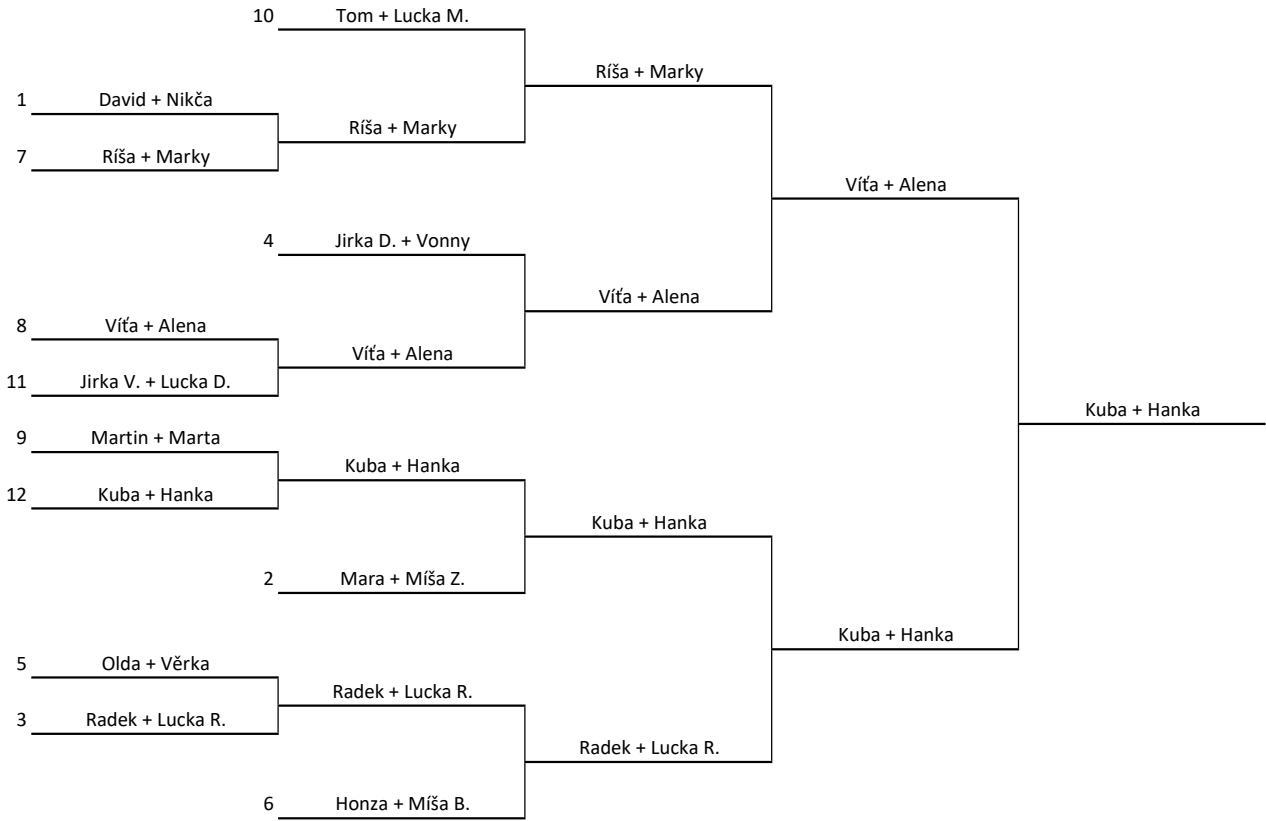 10 Tom + Lucka M.
Ríša + Marky
1 David + Nikča
Ríša + Marky
7 Ríša + Marky
Víťa + Alena
4 Jirka D. + Vonny
Víťa + Alena
8 Víťa + Alena
Víťa + Alena
11 Jirka V. + Lucka D.
Kuba + Hanka
9 Martin + Marta
Kuba + Hanka
12 Kuba + Hanka
Kuba + Hanka
2 Mara + Míša Z.
Kuba + Hanka
5 Olda + Věrka
Radek + Lucka R.
3 Radek + Lucka R.
Radek + Lucka R.
6 Honza + Míša B.